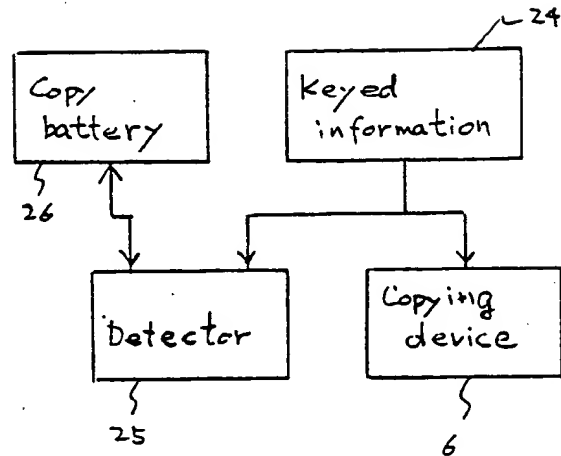 24
Copy
battery
Keyed
information
26
Detector
Copying
device
25
6